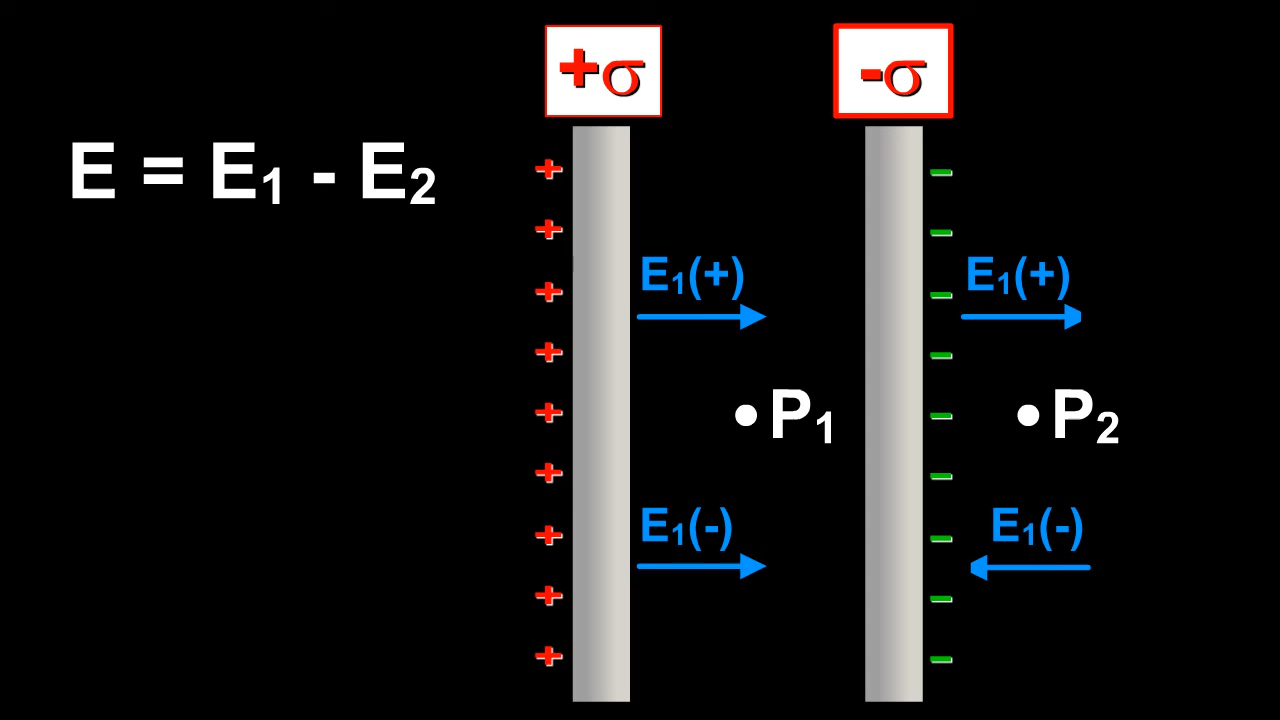 +σ
-σ
E = E₁ - E₂
E₁(+)
E₁(+)
P₁
P₂
E₁(-)
E₁(-)